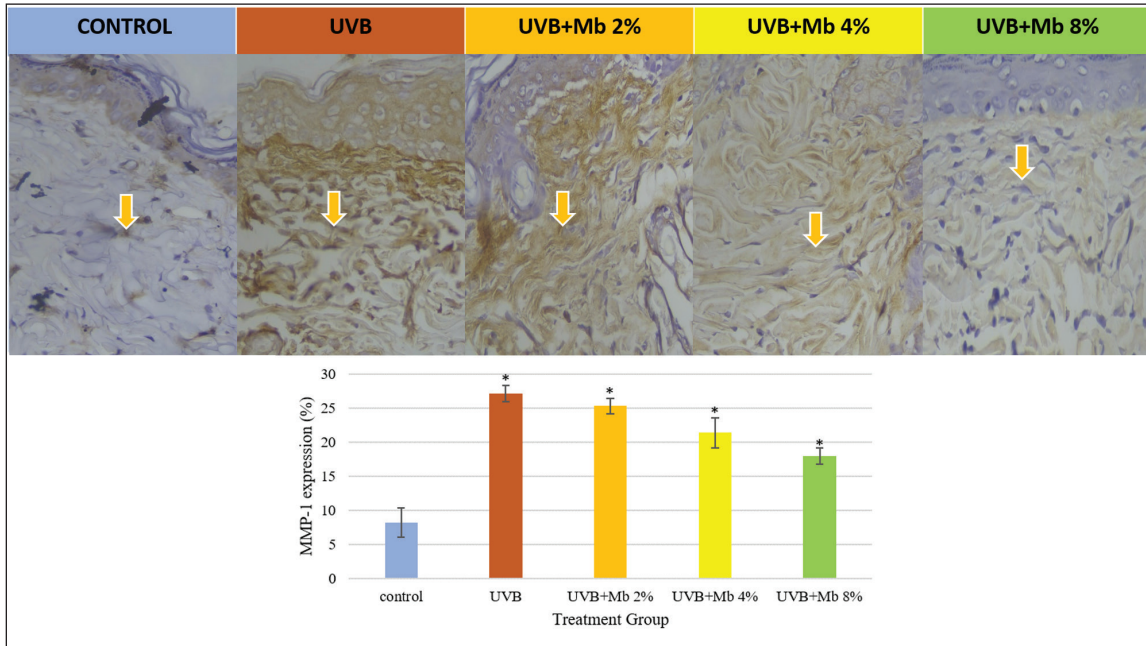 CONTROL UVB UVB+Mb 2% UVB+Mb 4% UVB+Mb 8%
30
25
20
15
10
5
0
MMP-1 expression (%)
* * * *
control UVB UVB+Mb 2% UVB+Mb 4% UVB+Mb 8%
Treatment Group